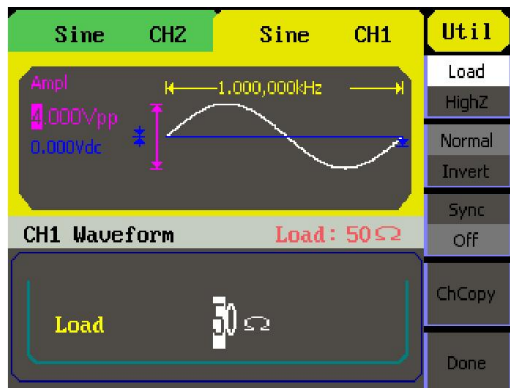 Sine CH2 Sine CH1 Util
Ampl
1.000,000kHz
4.000Vpp
0.000Vdc
CH1 Waveform Load: 50Ω
Load 50Ω
Load
HighZ
Normal
Invert
Sync
Off
ChCopy
Done